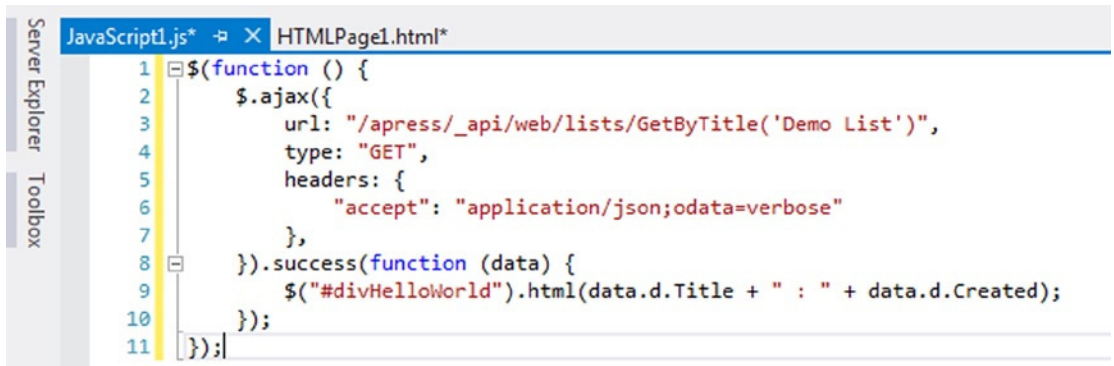 Server Explorer
Toolbox
JavaScript1.js* HTMLPage1.html*
1 $(function () {
2     $.ajax({
3         url: "/apress/_api/web/lists/GetByTitle('Demo List')",
4         type: "GET",
5         headers: {
6             "accept": "application/json;odata=verbose"
7         },
8     }).success(function (data) {
9         $("#divHelloWorld").html(data.d.Title + " : " + data.d.Created);
10     });
11 });